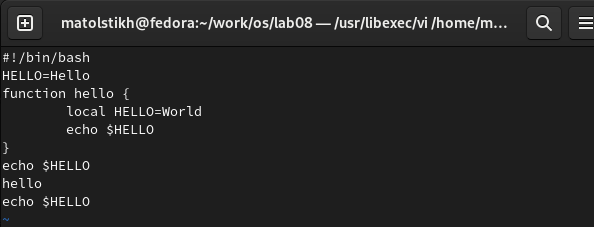 matolstikh@fedora:~/work/os/lab08 — /usr/libexec/vi /home/m...
#!/bin/bash
HELLO=Hello
function hello {
        local HELLO=World
        echo $HELLO
}
echo $HELLO
hello
echo $HELLO
~